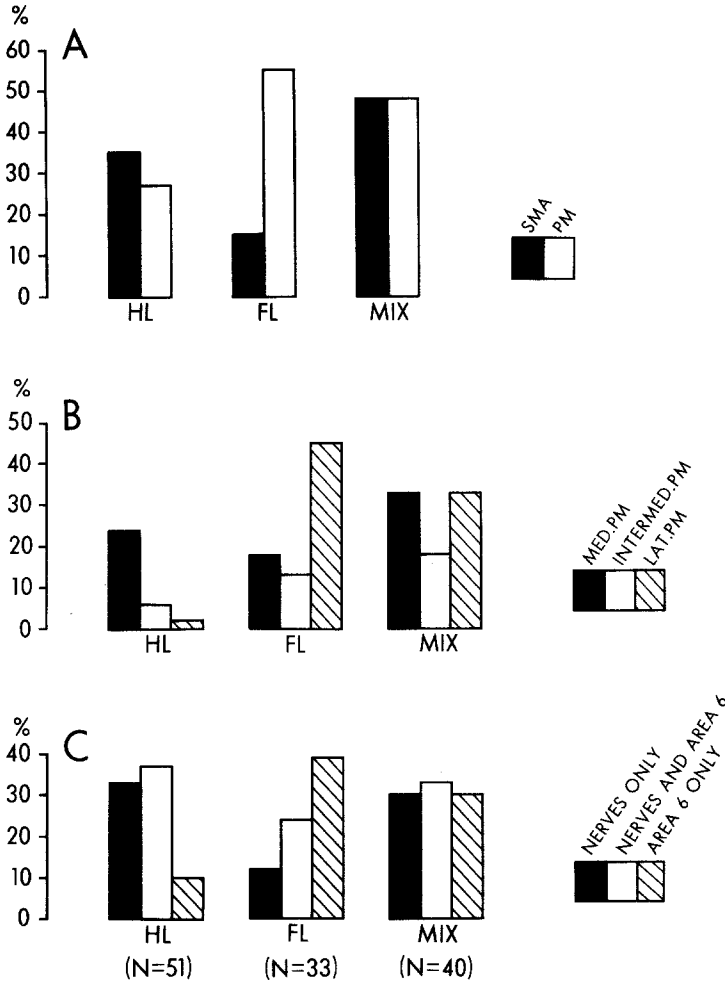 %
A
60
50
40
30
20
10
0
HL
FL
MIX
SMA
PM
%
B
50
40
30
20
10
0
HL
FL
MIX
MED.PM
INTERMED.PM
LAT.PM
%
C
40
30
20
10
0
HL
FL
MIX
(N=51)
(N=33)
(N=40)
NERVES ONLY
NERVES AND AREA 6
AREA 6 ONLY